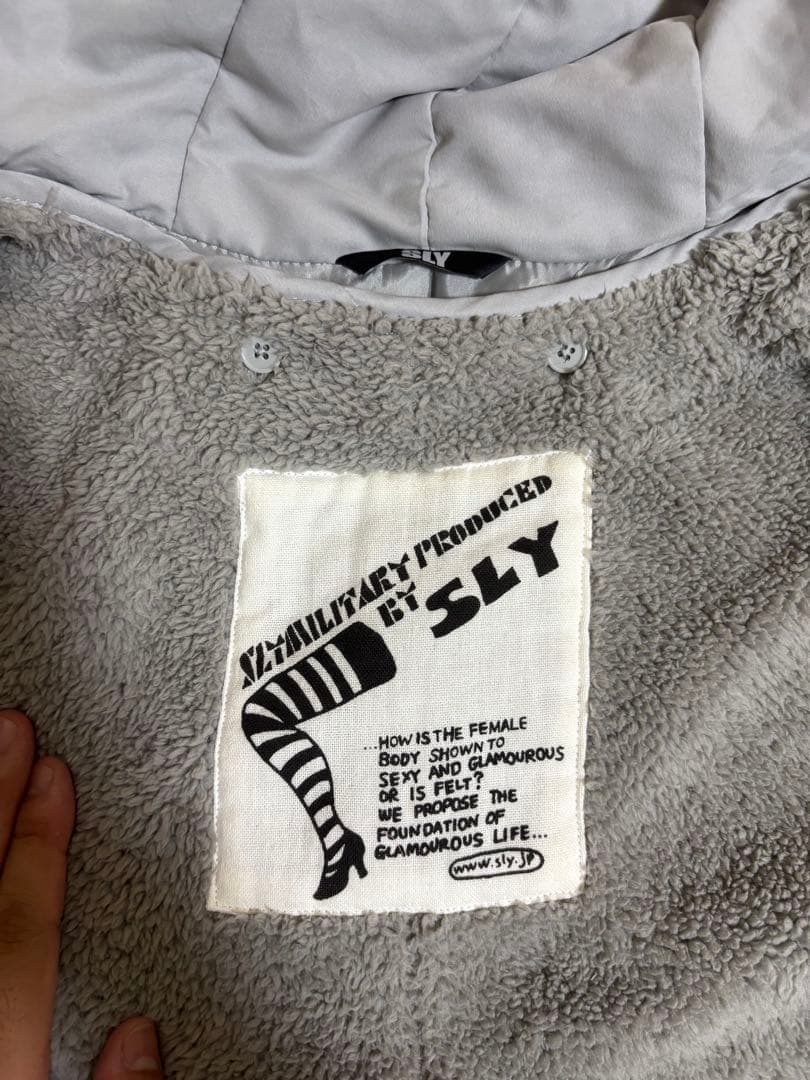 SLY
SLYMILITARY PRODUCED
BY SLY
...HOW IS THE FEMALE
BODY SHOWN TO
SEXY AND GLAMOUROUS
OR IS FELT?
WE PROPOSE THE
FOUNDATION OF
GLAMOUROUS LIFE...
www.sly.jp